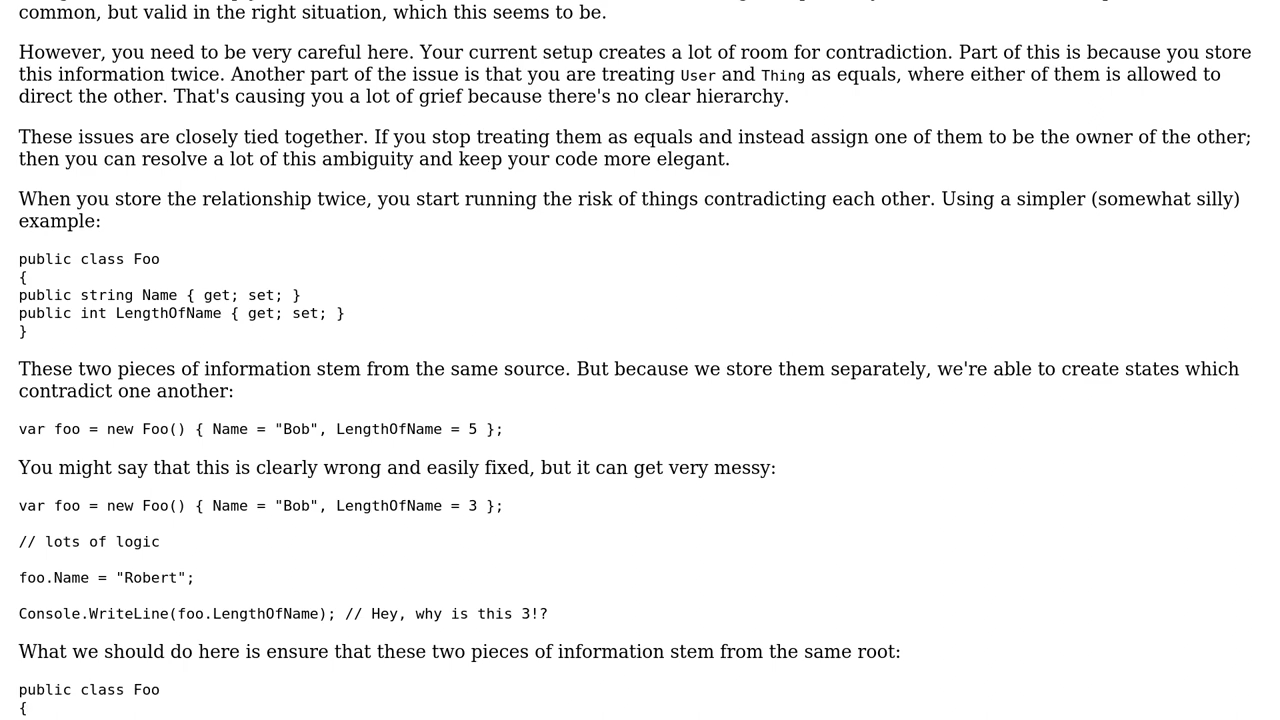 common, but valid in the right situation, which this seems to be.
However, you need to be very careful here. Your current setup creates a lot of room for contradiction. Part of this is because you store
this information twice. Another part of the issue is that you are treating User and Thing as equals, where either of them is allowed to
direct the other. That's causing you a lot of grief because there's no clear hierarchy.
These issues are closely tied together. If you stop treating them as equals and instead assign one of them to be the owner of the other;
then you can resolve a lot of this ambiguity and keep your code more elegant.
When you store the relationship twice, you start running the risk of things contradicting each other. Using a simpler (somewhat silly)
example:
public class Foo
{
public string Name { get; set; }
public int LengthOfName { get; set; }
}
These two pieces of information stem from the same source. But because we store them separately, we're able to create states which
contradict one another:
var foo = new Foo() { Name = "Bob", LengthOfName = 5 };
You might say that this is clearly wrong and easily fixed, but it can get very messy:
var foo = new Foo() { Name = "Bob", LengthOfName = 3 };
// lots of logic
foo.Name = "Robert";
Console.WriteLine(foo.LengthOfName); // Hey, why is this 3!?
What we should do here is ensure that these two pieces of information stem from the same root:
public class Foo
{